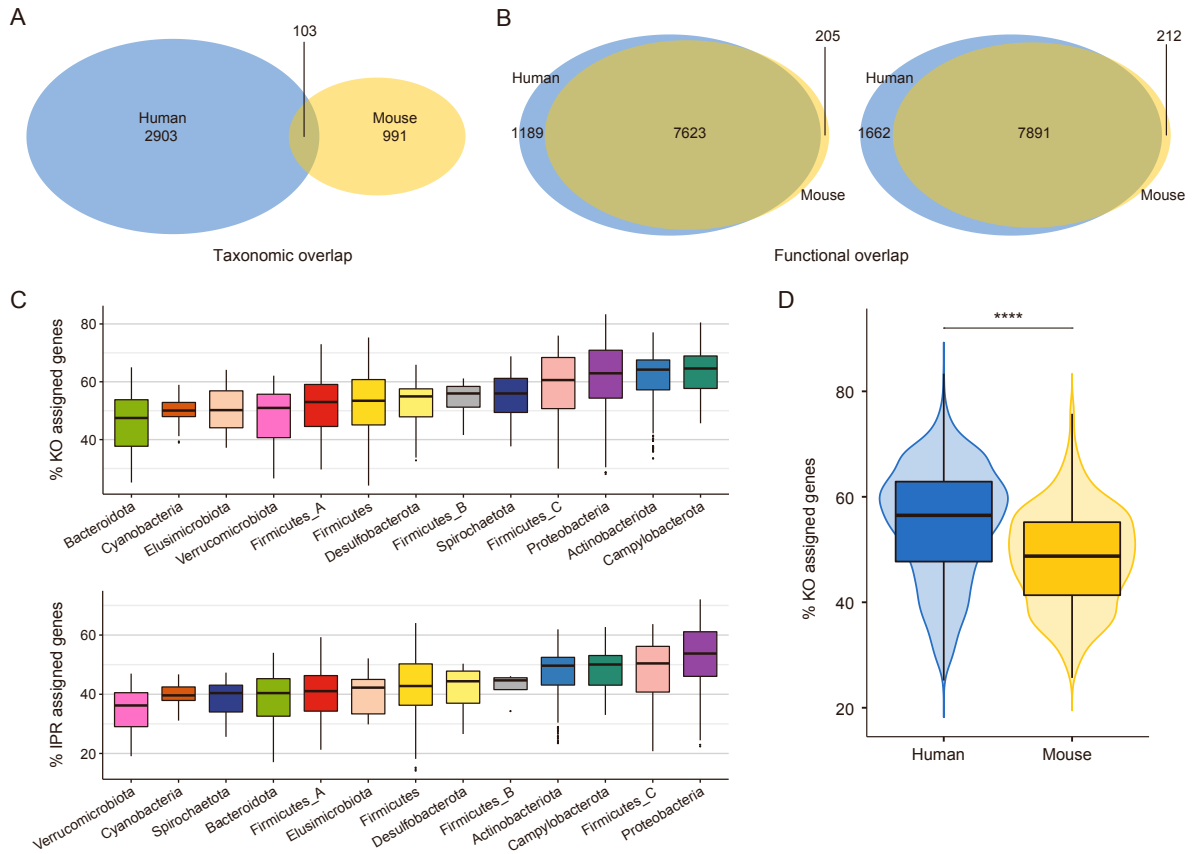 A
103
Human
2903
Mouse
991
Taxonomic overlap
B
205
Human
1189
7623
Mouse
212
Human
1662
7891
Mouse
Functional overlap
C
% KO assigned genes
80
60
40
Bacteroidota
Cyanobacteria
Elusimicrobiota
Verrucomicrobiota
Firmicutes_A
Firmicutes
Desulfobacterota
Firmicutes_B
Spirochaetota
Firmicutes_C
Proteobacteria
Actinobacteriota
Campylobacterota
% IPR assigned genes
60
40
20
Verrucomicrobiota
Cyanobacteria
Spirochaetota
Bacteroidota
Firmicutes_A
Elusimicrobiota
Firmicutes
Desulfobacterota
Firmicutes_B
Actinobacteriota
Campylobacterota
Firmicutes_C
Proteobacteria
D
****
% KO assigned genes
80
60
40
20
Human
Mouse